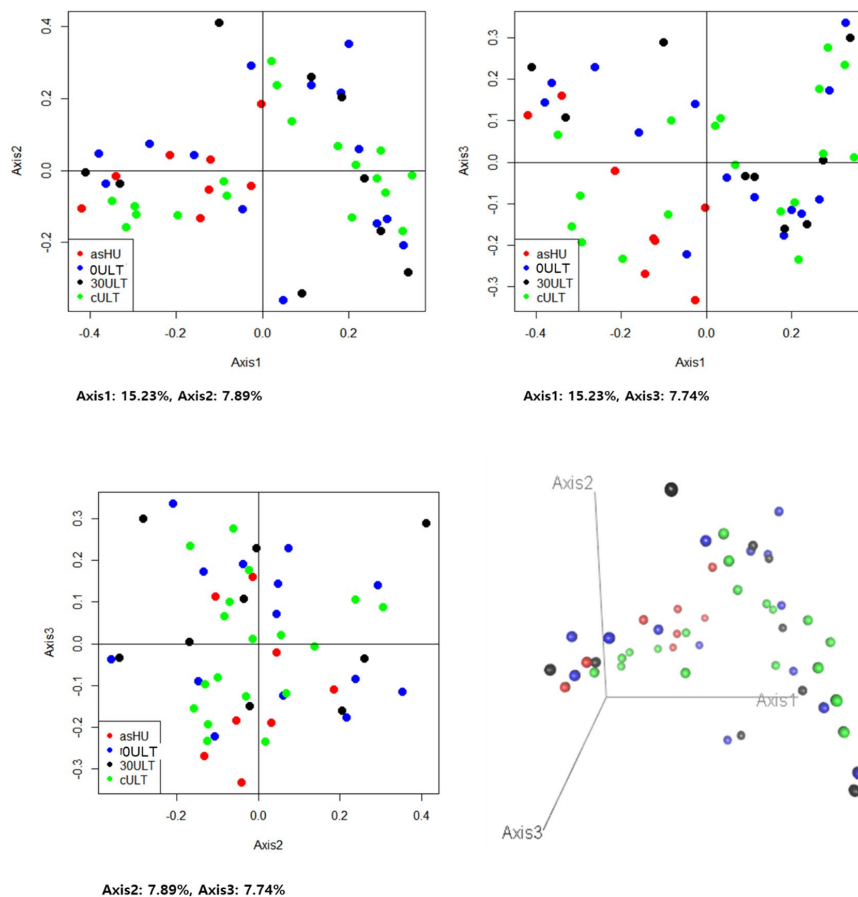 0.4
0.2
0.0
-0.2
Axis2
asHU
0ULT
30ULT
cULT
-0.4
-0.2
0.0
0.2
Axis1
Axis1: 15.23%, Axis2: 7.89%
0.3
0.2
0.1
0.0
-0.1
-0.2
-0.3
Axis3
asHU
0ULT
30ULT
cULT
-0.4
-0.2
0.0
0.2
Axis1
Axis1: 15.23%, Axis3: 7.74%
0.3
0.2
0.1
0.0
-0.1
-0.2
-0.3
Axis3
asHU
0ULT
30ULT
cULT
-0.2
0.0
0.2
0.4
Axis2
Axis2: 7.89%, Axis3: 7.74%
Axis2
Axis1
Axis3